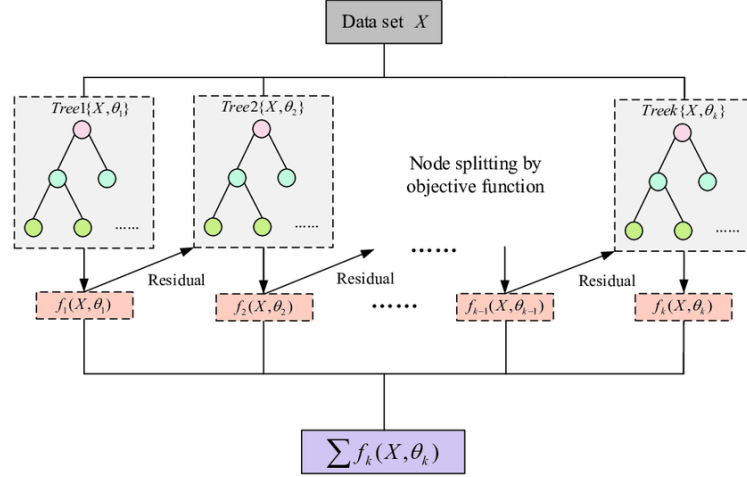 Data set X
Tree1{X,θ₁}
Tree2{X,θ₂}
Treek{X,θₖ}
Node splitting by
objective function
......
......
......
......
Residual
Residual
Residual
f₁(X,θ₁)
f₂(X,θ₂)
......
fₖ₋₁(X,θₖ₋₁)
fₖ(X,θₖ)
∑fₖ(X,θₖ)